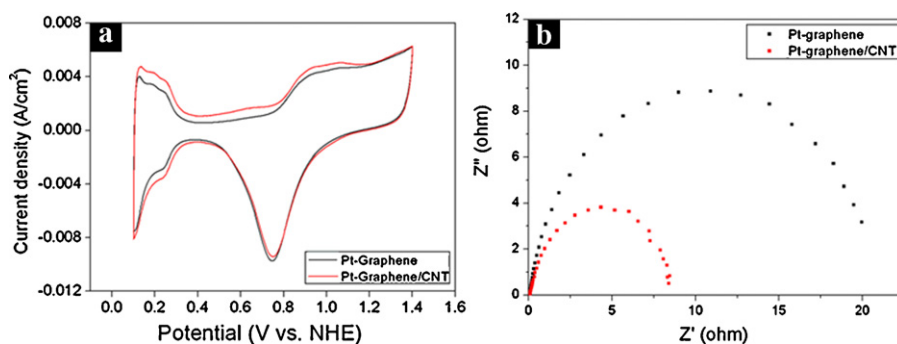 a
0.008
0.004
0.000
-0.004
-0.008
-0.012
Current density (A/cm²)
Pt-Graphene
Pt-Graphene/CNT
0.0 0.2 0.4 0.6 0.8 1.0 1.2 1.4 1.6
Potential (V vs. NHE)
b
12
10
8
6
4
2
0
Z" (ohm)
Pt-graphene
Pt-graphene/CNT
0 5 10 15 20
Z' (ohm)